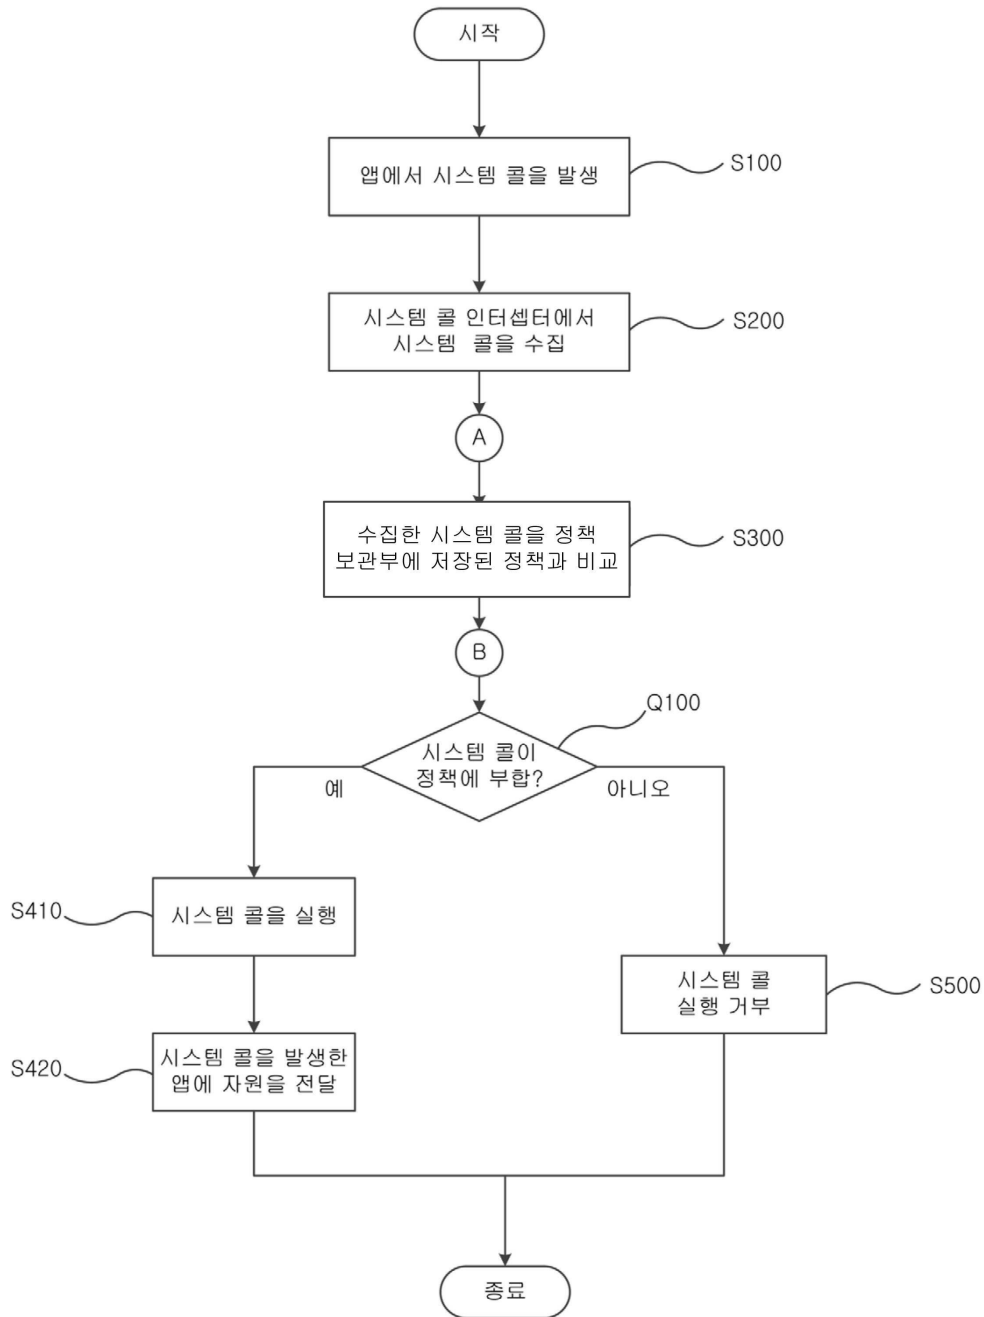 시작
앱에서 시스템 콜을 발생
S100
시스템 콜 인터셉터에서
시스템 콜을 수집
S200
A
수집한 시스템 콜을 정책
보관부에 저장된 정책과 비교
S300
B
Q100
시스템 콜이
정책에 부합?
예
아니오
S410
시스템 콜을 실행
시스템 콜
실행 거부
S500
S420
시스템 콜을 발생한
앱에 자원을 전달
종료